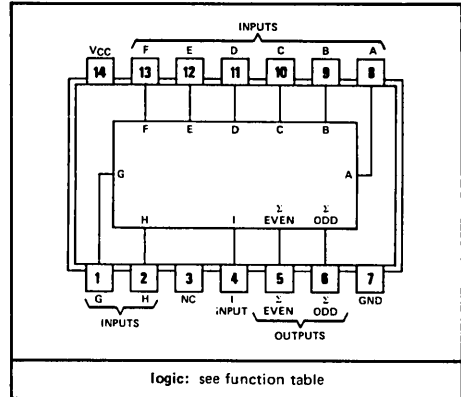 INPUTS
VCC F E D C B A
14 13 12 11 10 9 8
F E D C B
G A
H I Σ EVEN Σ ODD
1 2 3 4 5 6 7
G H NC I INPUT Σ EVEN Σ ODD GND
INPUTS OUTPUTS
logic: see function table